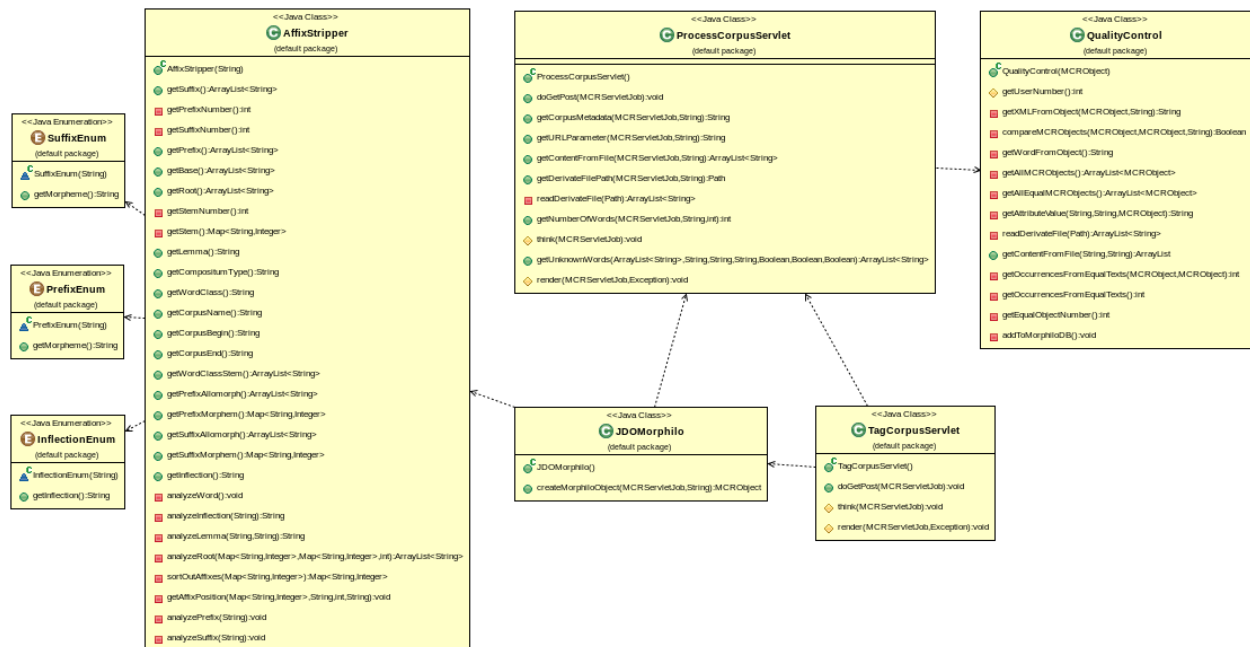 <<Java Enumeration>>
E SuffixEnum
(default package)
SuffixEnum(String)
getMorpheme():String
<<Java Enumeration>>
E PrefixEnum
(default package)
PrefixEnum(String)
getMorpheme():String
<<Java Enumeration>>
E InflectionEnum
(default package)
InflectionEnum(String)
getInflection():String
<<Java Class>>
C AffixStripper
(default package)
AffixStripper(String)
getSuffix():ArrayList<String>
getPrefixNumber():int
getSuffixNumber():int
getPrefix():ArrayList<String>
getBase():ArrayList<String>
getRoot():ArrayList<String>
getStemNumber():int
getStem():Map<String,Integer>
getLemma():String
getCompositumType():String
getWordClass():String
getCorpusName():String
getCorpusBegin():String
getCorpusEnd():String
getWordClassStem():ArrayList<String>
getPrefixAllomorph():ArrayList<String>
getPrefixMorphem():Map<String,Integer>
getSuffixAllomorph():ArrayList<String>
getSuffixMorphem():Map<String,Integer>
getInflection():String
analyzeWord():void
analyzeInflection(String):String
analyzeLemma(String,String):String
analyzeRoot(Map<String,Integer>,Map<String,Integer>,int):ArrayList<String>
sortOutAffixes(Map<String,Integer>):Map<String,Integer>
getAffixPosition(Map<String,Integer>,String,int,String):void
analyzePrefix(String):void
analyzeSuffix(String):void
<<Java Class>>
C ProcessCorpusServlet
(default package)
ProcessCorpusServlet()
doGetPost(MCRServletJob):void
getCorpusMetadata(MCRServletJob,String):String
getURLParameter(MCRServletJob,String):String
getContentFromFile(MCRServletJob,String):ArrayList<String>
getDerivateFilePath(MCRServletJob,String):Path
readDerivateFile(Path):ArrayList<String>
getNumberOfWords(MCRServletJob,String,int):int
think(MCRServletJob):void
getUnknownWords(ArrayList<String>,String,String,String,Boolean,Boolean,Boolean):ArrayList<String>
render(MCRServletJob,Exception):void
<<Java Class>>
C JDOMorphilo
(default package)
JDOMorphilo()
createMorphiloObject(MCRServletJob,String):MCRObject
<<Java Class>>
C TagCorpusServlet
(default package)
TagCorpusServlet()
doGetPost(MCRServletJob):void
think(MCRServletJob):void
render(MCRServletJob,Exception):void
<<Java Class>>
C QualityControl
(default package)
QualityControl(MCRObject)
getUserNumber():int
getXMLFromObject(MCRObject,String):String
compareMCRObjects(MCRObject,MCRObject,String):Boolean
getWordFromObject():String
getAllMCRObjects():ArrayList<MCRObject>
getAllEqualMCRObjects():ArrayList<MCRObject>
getAttributeValue(String,String,MCRObject):String
readDerivateFile(Path):ArrayList<String>
getContentFromFile(String,String):ArrayList
getOccurrencesFromEqualTexts(MCRObject,MCRObject):int
getOccurrencesFromEqualTexts():int
getEqualObjectNumber():int
addToMorphiloDB():void